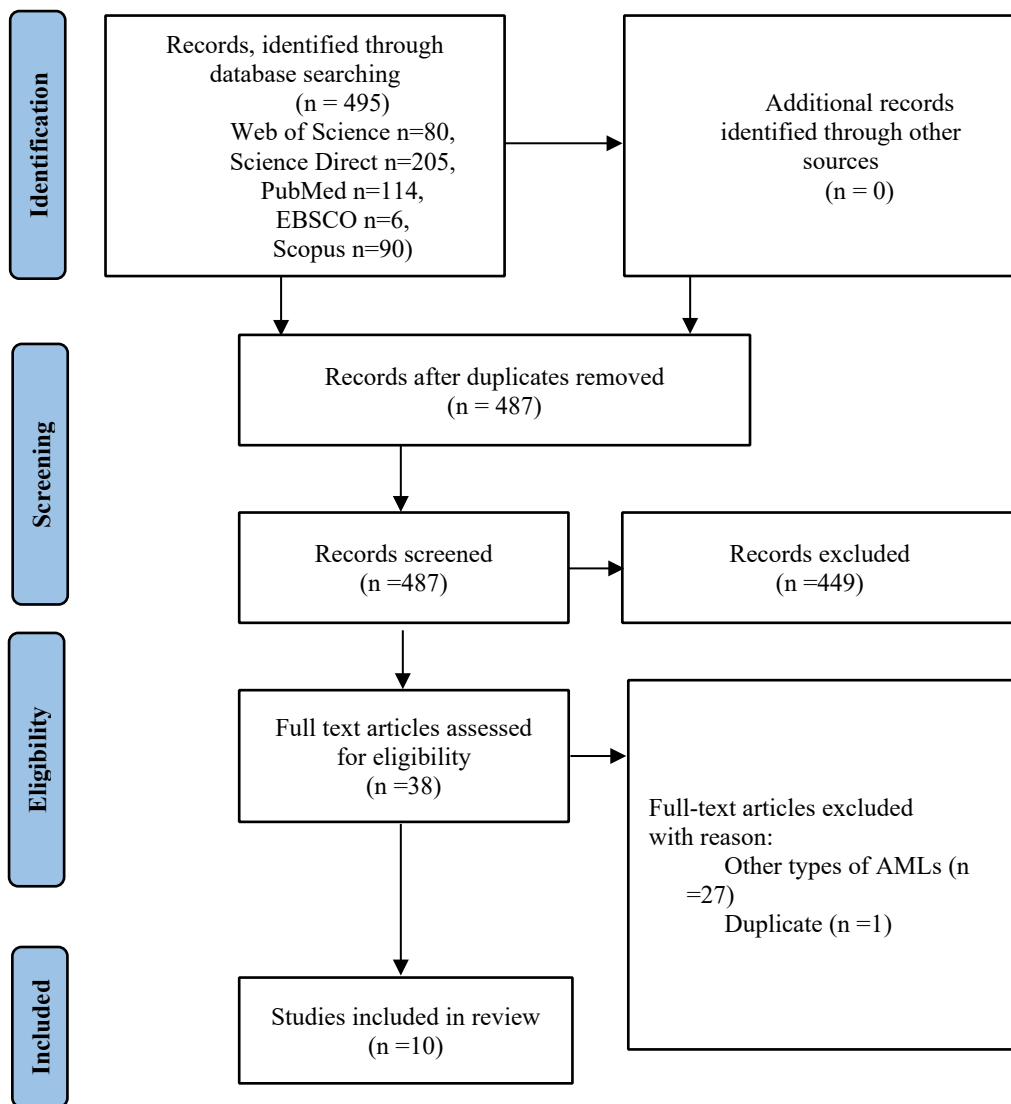 Identification
Records, identified through
database searching
(n = 495)
Web of Science n=80,
Science Direct n=205,
PubMed n=114,
EBSCO n=6,
Scopus n=90)
Additional records
identified through other
sources
(n = 0)
Screening
Records after duplicates removed
(n = 487)
Records screened
(n =487)
Records excluded
(n =449)
Eligibility
Full text articles assessed
for eligibility
(n =38)
Full-text articles excluded
with reason:
Other types of AMLs (n
=27)
Duplicate (n =1)
Included
Studies included in review
(n =10)